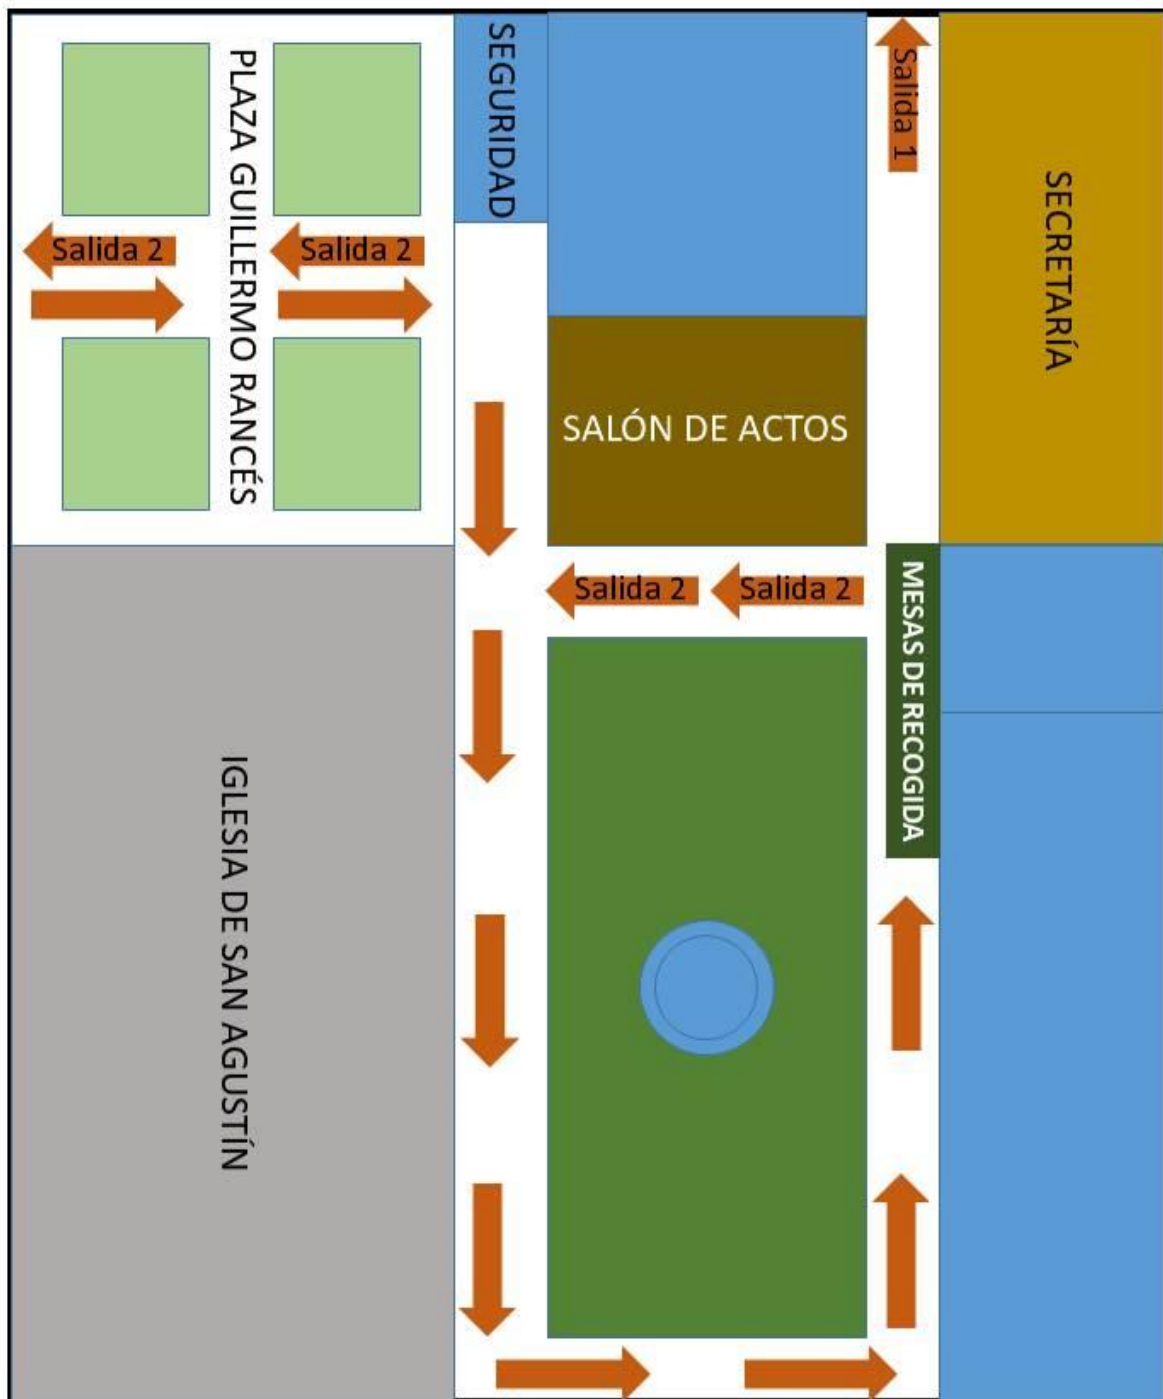 PLAZA GUILLERMO RANCÉS
SEGURIDAD
Salida 1
SECRETARÍA
Salida 2
Salida 2
SALÓN DE ACTOS
Salida 2
Salida 2
MESAS DE RECOGIDA
IGLESIA DE SAN AGUSTÍN